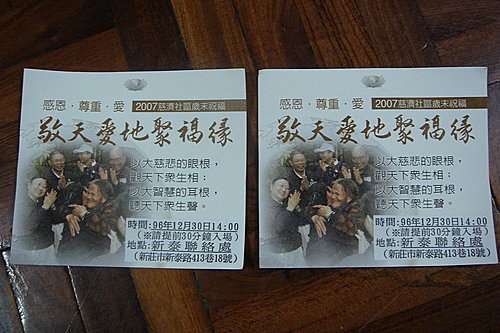 感恩·尊重·愛 2007慈濟社區歲末祝福
敬天愛地聚福緣
以大慈悲的眼根，
觀天下眾生相；
以大智慧的耳根，
聽天下眾生聲。
時間:96年12月30日14:00
(※請提前30分鐘入場)
地點:新泰聯絡處
(新莊市新泰路413巷18號)
感恩·尊重·愛 2007慈濟社區歲末祝福
敬天愛地聚福緣
以大慈悲的眼根，
觀天下眾生相；
以大智慧的耳根，
聽天下眾生聲。
時間:96年12月30日14:00
(※請提前30分鐘入場)
地點:新泰聯絡處
(新莊市新泰路413巷18號)